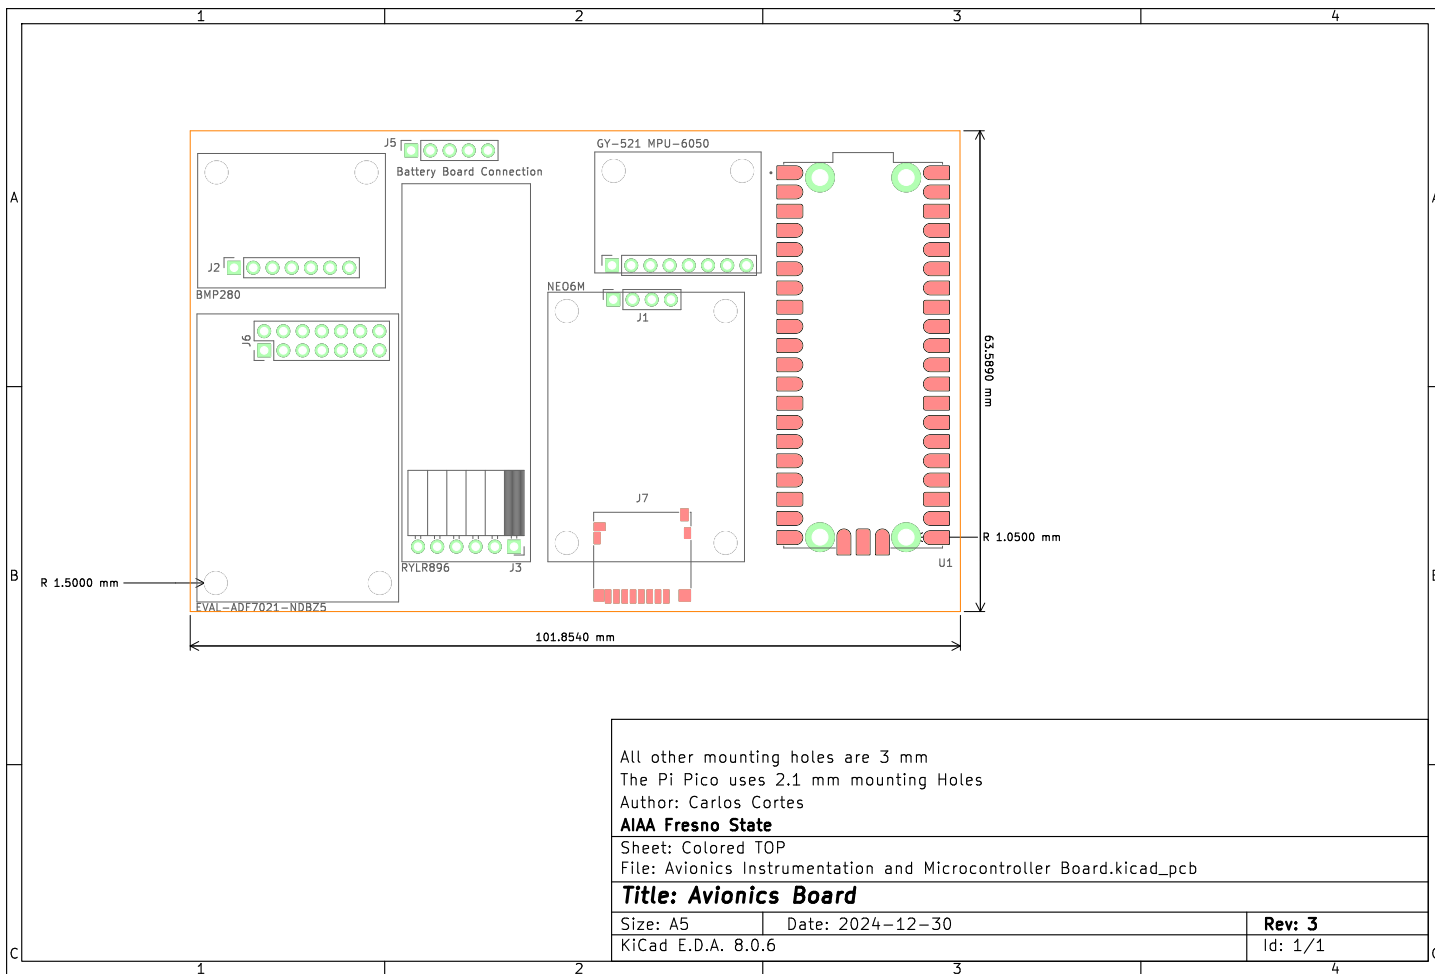 1 2 3 4
A A
B B
C C
J5
Battery Board Connection
GY-521 MPU-6050
J2
BMP280
NEO6M
J1
J6
63.5890 mm
J7
R 1.0500 mm
U1
RYLR896
J3
R 1.5000 mm
EVAL-ADF7021-NDBZ5
101.8540 mm
All other mounting holes are 3 mm
The Pi Pico uses 2.1 mm mounting Holes
Author: Carlos Cortes
AIAA Fresno State
Sheet: Colored TOP
File: Avionics Instrumentation and Microcontroller Board.kicad_pcb
Title: Avionics Board
Size: A5 Date: 2024-12-30 Rev: 3
KiCad E.D.A. 8.0.6 Id: 1/1
1 2 3 4